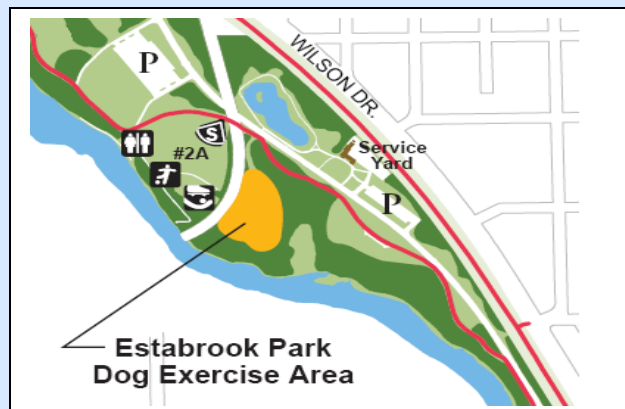 P
WILSON DR.
S
#2A
Service
Yard
P
Estabrook Park
Dog Exercise Area